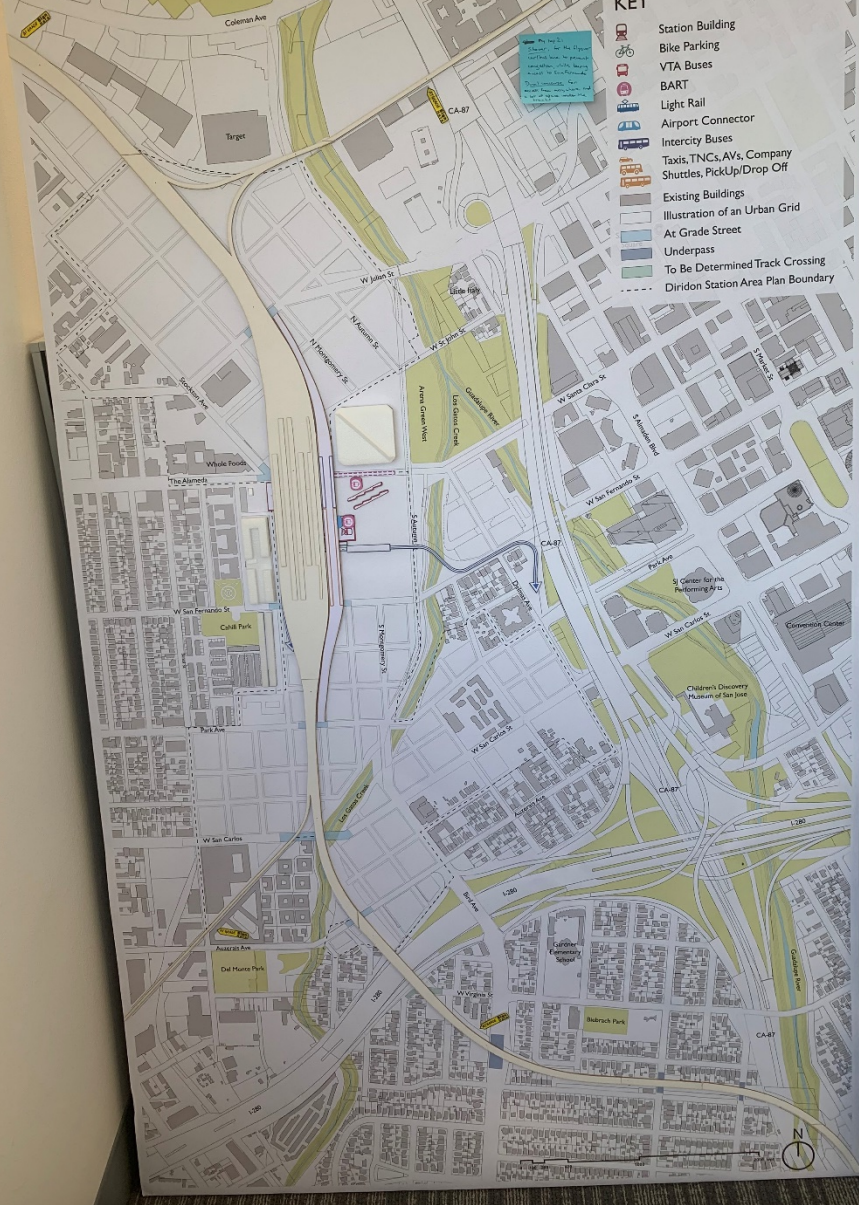 KEY
Station Building
Bike Parking
VTA Buses
BART
Light Rail
Airport Connector
Intercity Buses
Taxis, TNCs, AVs, Company
Shuttles, PickUp/Drop Off
Existing Buildings
Illustration of an Urban Grid
At Grade Street
Underpass
To Be Determined Track Crossing
Diridon Station Area Plan Boundary
Coleman Ave
Target
CA-87
W Julian St
Little Italy
N Autumn St
N Montgomery St
W St John St
Stockton Ave
Arena Green West
Los Gatos Creek
Guadalupe River
W Santa Clara St
S Market St
S Almaden Blvd
Whole Foods
The Alameda
W San Fernando St
S Autumn
CA-87
Park Ave
SJ Center for the
Performing Arts
W San Fernando St
Cahill Park
S Montgomery St
Delmas Ave
W San Carlos St
Convention Center
Children's Discovery
Museum of San Jose
Park Ave
W San Carlos St
Los Gatos Creek
Auzerais Ave
CA-87
I-280
W San Carlos
I-280
Bird Ave
Auzerais Ave
Del Monte Park
Gardner
Elementary
School
Guadalupe River
I-280
W Virginia St
Biebrach Park
CA-87
I-280
N